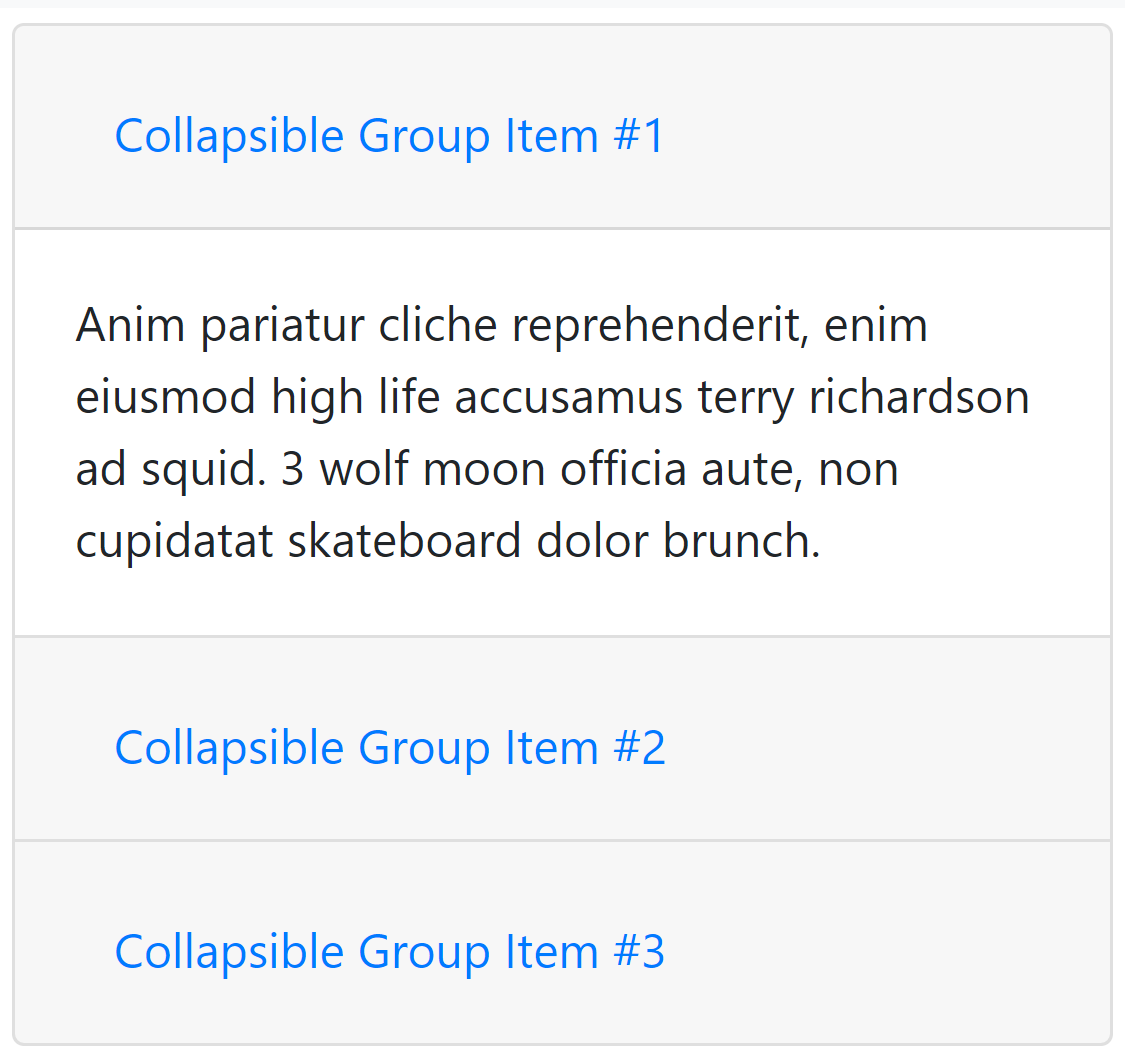 Collapsible Group Item #1
Anim pariatur cliche reprehenderit, enim
eiusmod high life accusamus terry richardson
ad squid. 3 wolf moon officia aute, non
cupidatat skateboard dolor brunch.
Collapsible Group Item #2
Collapsible Group Item #3